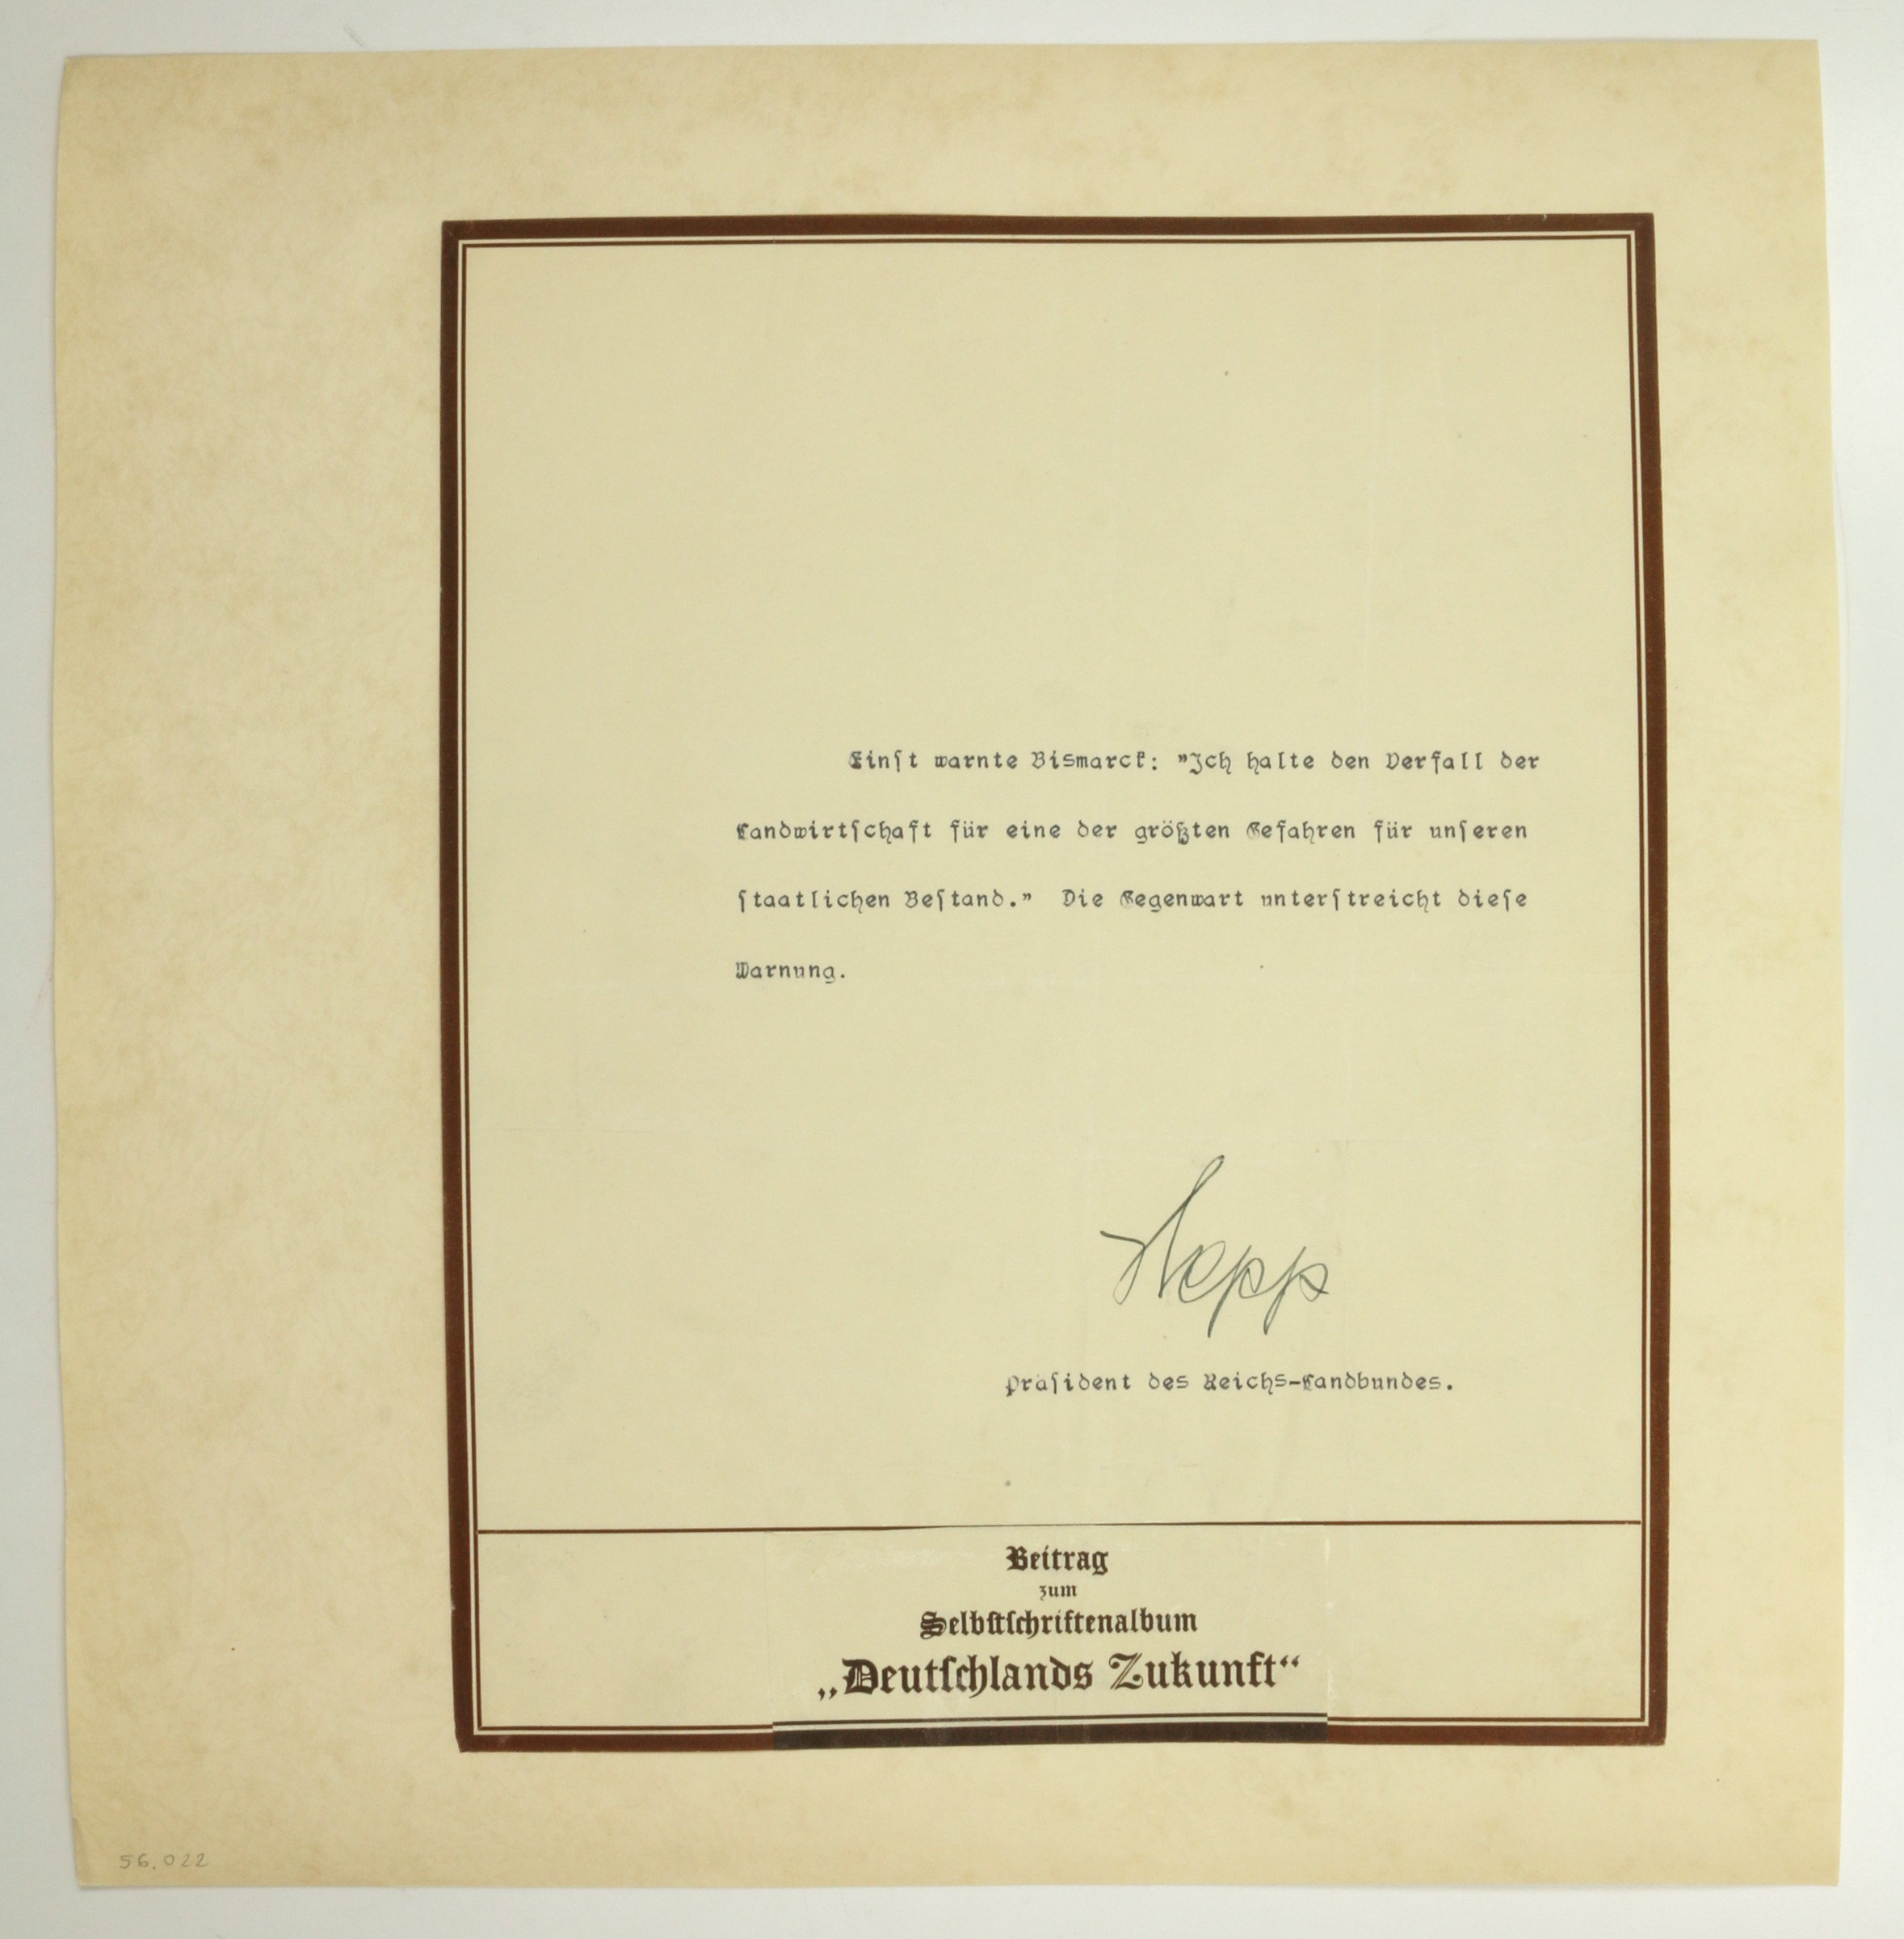 Einst warnte Bismarck: "Ich halte den Verfall der
Landwirtschaft für eine der größten Gefahren für unseren
staatlichen Bestand." Die Gegenwart unterstreicht diese
Warnung.
Hepp
Präsident des Reichs-Landbundes.
Beitrag
zum
Selbstschriftenalbum
„Deutschlands Zukunft“
56.022